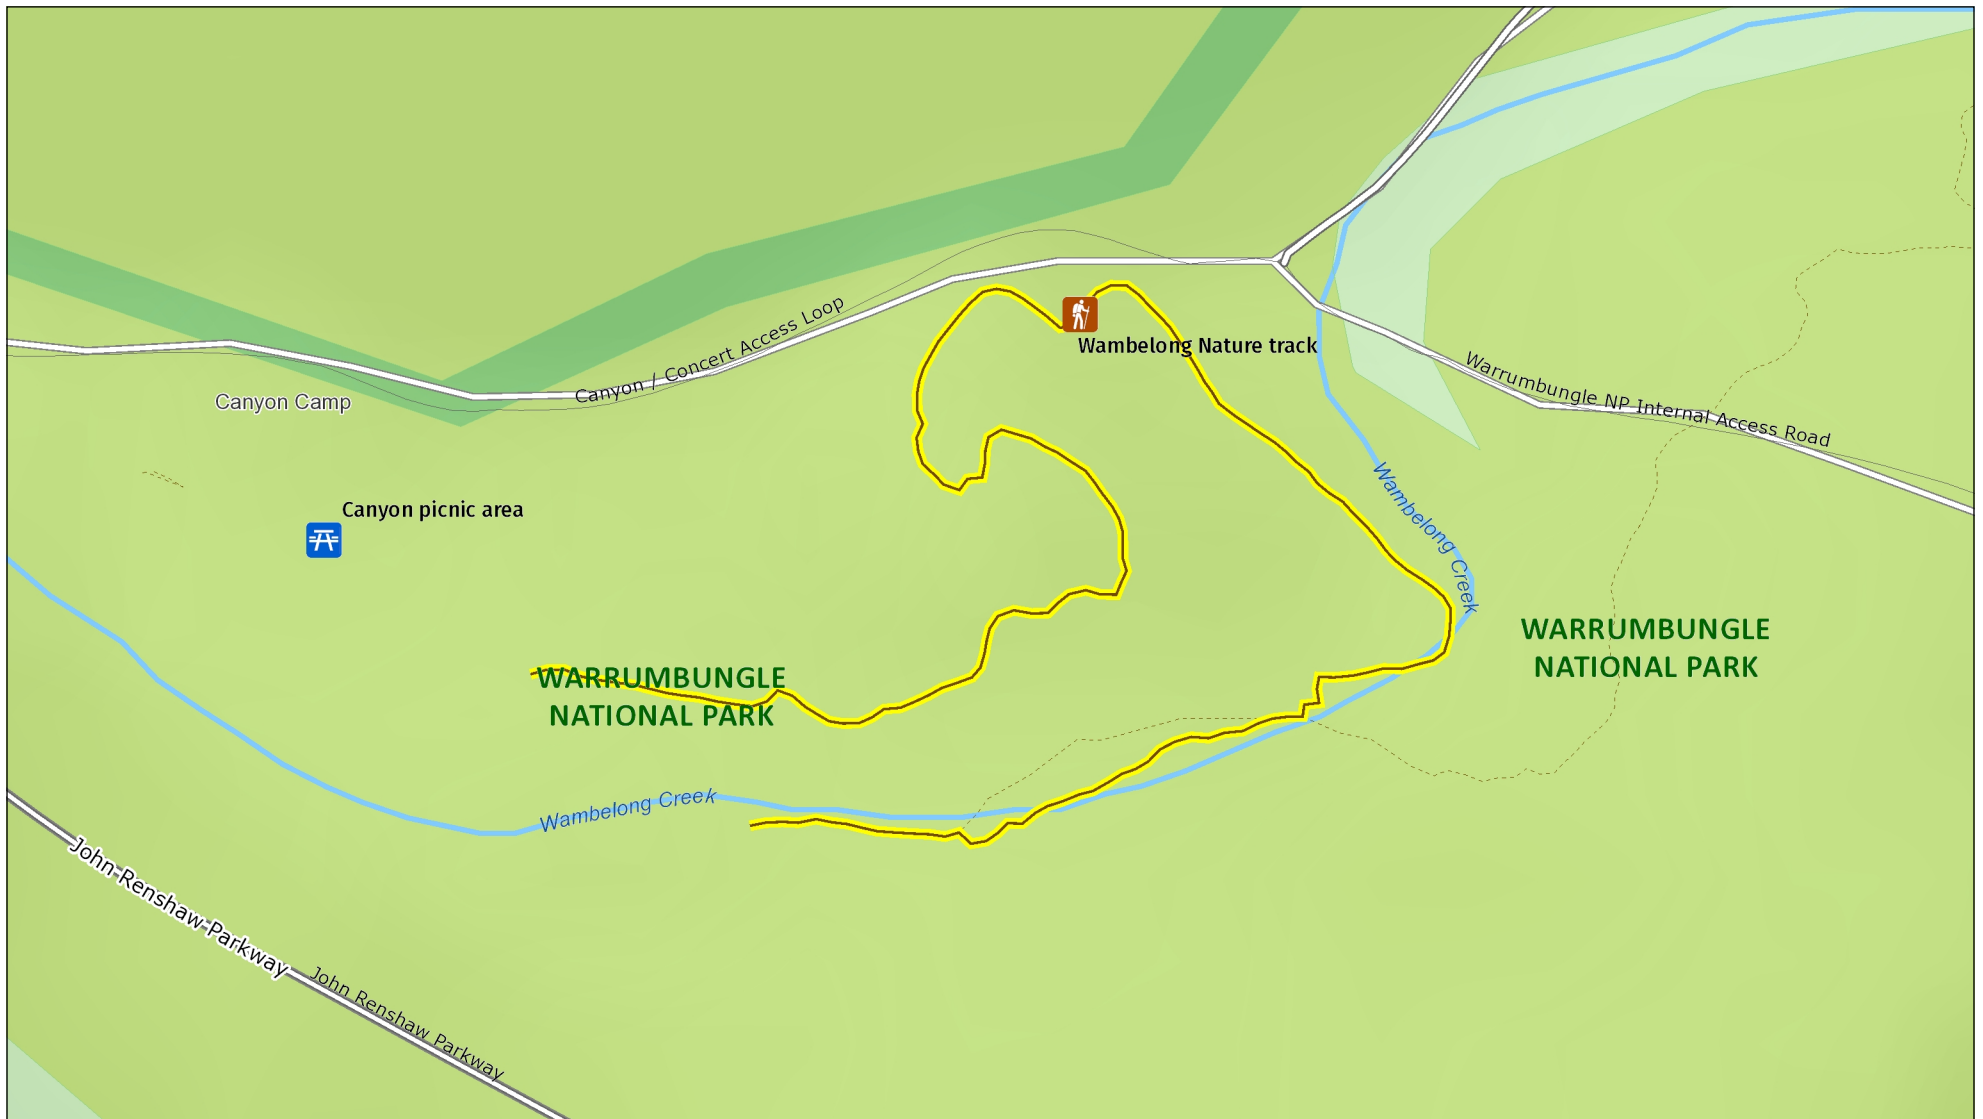 Canyon / Concert Access Loop
Wambelong Nature track
Warrumbungle NP Internal Access Road
Canyon Camp
Canyon picnic area
Wambelong Creek
WARRUMBUNGLE
NATIONAL PARK
WARRUMBUNGLE
NATIONAL PARK
Wambelong Creek
John Renshaw Parkway
John Renshaw Parkway